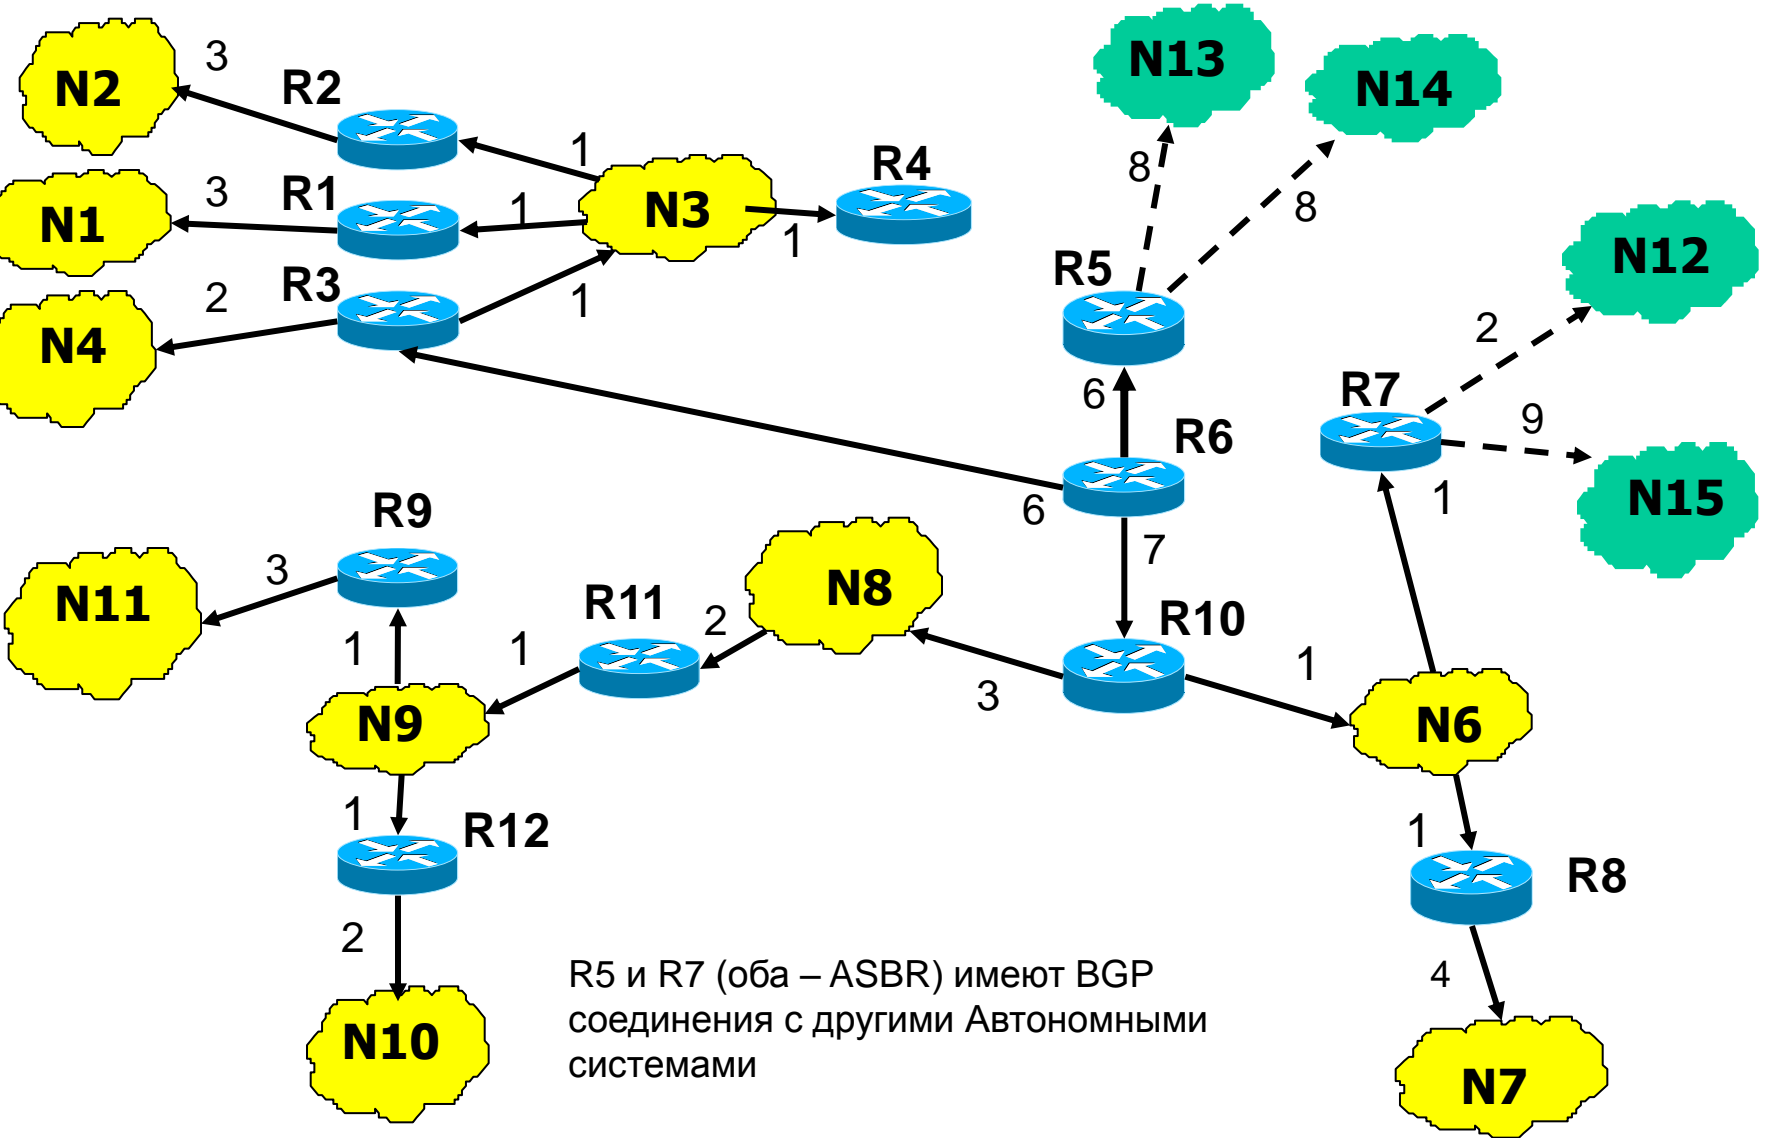 N13
N14
3
N2
R2
1
R4
8
3
R1
N3
N1
1
8
1
N12
R5
R3
2
1
2
N4
R7
6
9
R6
N15
1
R9
6
7
3
N11
R11
N8
R10
2
1
1
1
3
N9
N6
1
R12
1
R8
2
4
R5 и R7 (оба – ASBR) имеют BGP
соединения с другими Автономными
системами
N10
N7